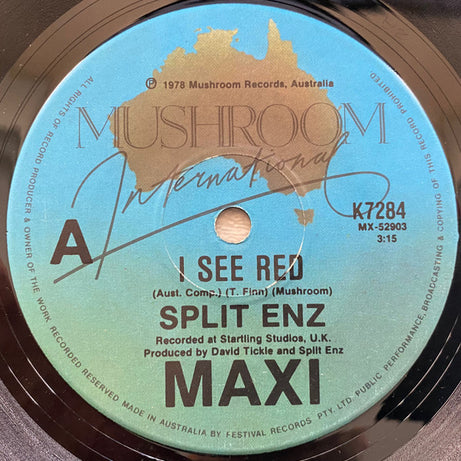 ℗ 1978 Mushroom Records, Australia
MUSHROOM
International
A
K7284
MX-52903
3:15
I SEE RED
(Aust. Comp.) (T. Finn) (Mushroom)
SPLIT ENZ
Recorded at Startling Studios, U.K.
Produced by David Tickle and Split Enz
MAXI
ALL RIGHTS OF RECORD PRODUCER & OWNER OF THE WORK RECORDED RESERVED MADE IN AUSTRALIA BY FESTIVAL RECORDS PTY. LTD. PUBLIC PERFORMANCE, BROADCASTING & COPYING OF THIS RECORD PROHIBITED